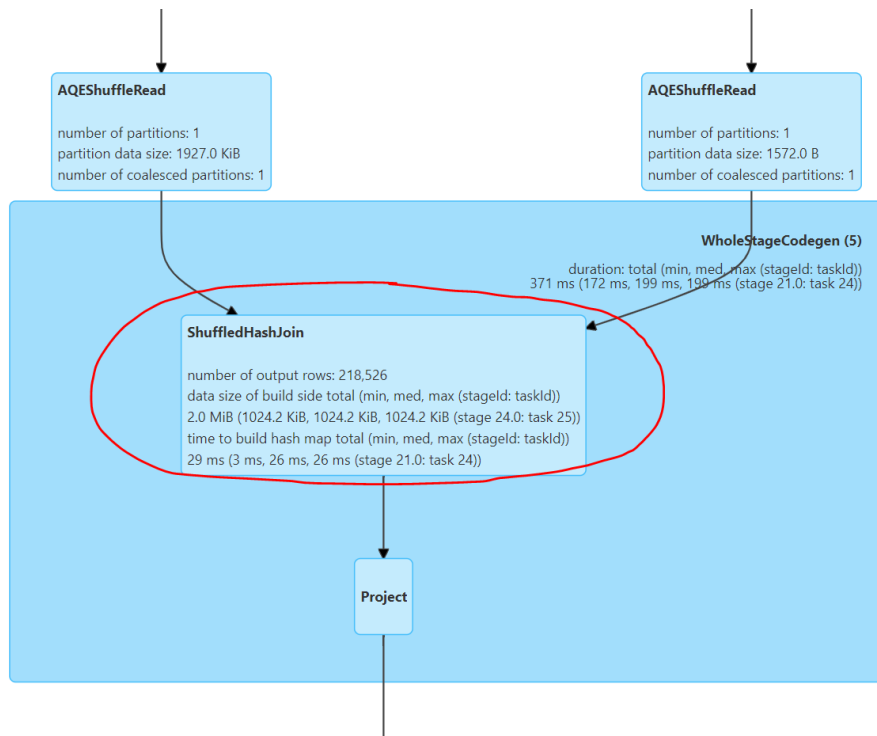 AQEShuffleRead
number of partitions: 1
partition data size: 1927.0 KiB
number of coalesced partitions: 1
AQEShuffleRead
number of partitions: 1
partition data size: 1572.0 B
number of coalesced partitions: 1
WholeStageCodegen (5)
duration: total (min, med, max (stageId: taskId))
371 ms (172 ms, 199 ms, 199 ms (stage 21.0: task 24))
ShuffledHashJoin
number of output rows: 218,526
data size of build side total (min, med, max (stageId: taskId))
2.0 MiB (1024.2 KiB, 1024.2 KiB, 1024.2 KiB (stage 24.0: task 25))
time to build hash map total (min, med, max (stageId: taskId))
29 ms (3 ms, 26 ms, 26 ms (stage 21.0: task 24))
Project